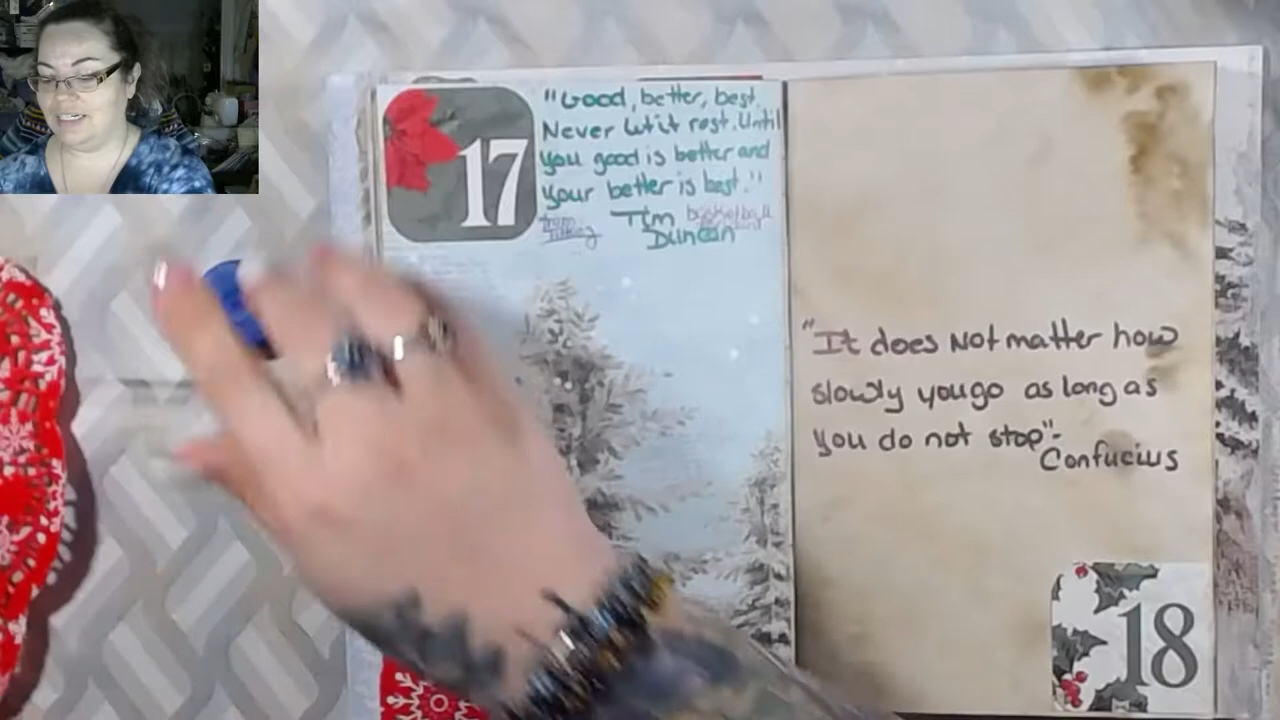 17
"Good, better, best.
Never let it rest. Until
you good is better and
your better is best."
Tim basketball
Duncan
"It does Not matter how
slowly you go as long as
you do not stop"-
Confucius
18